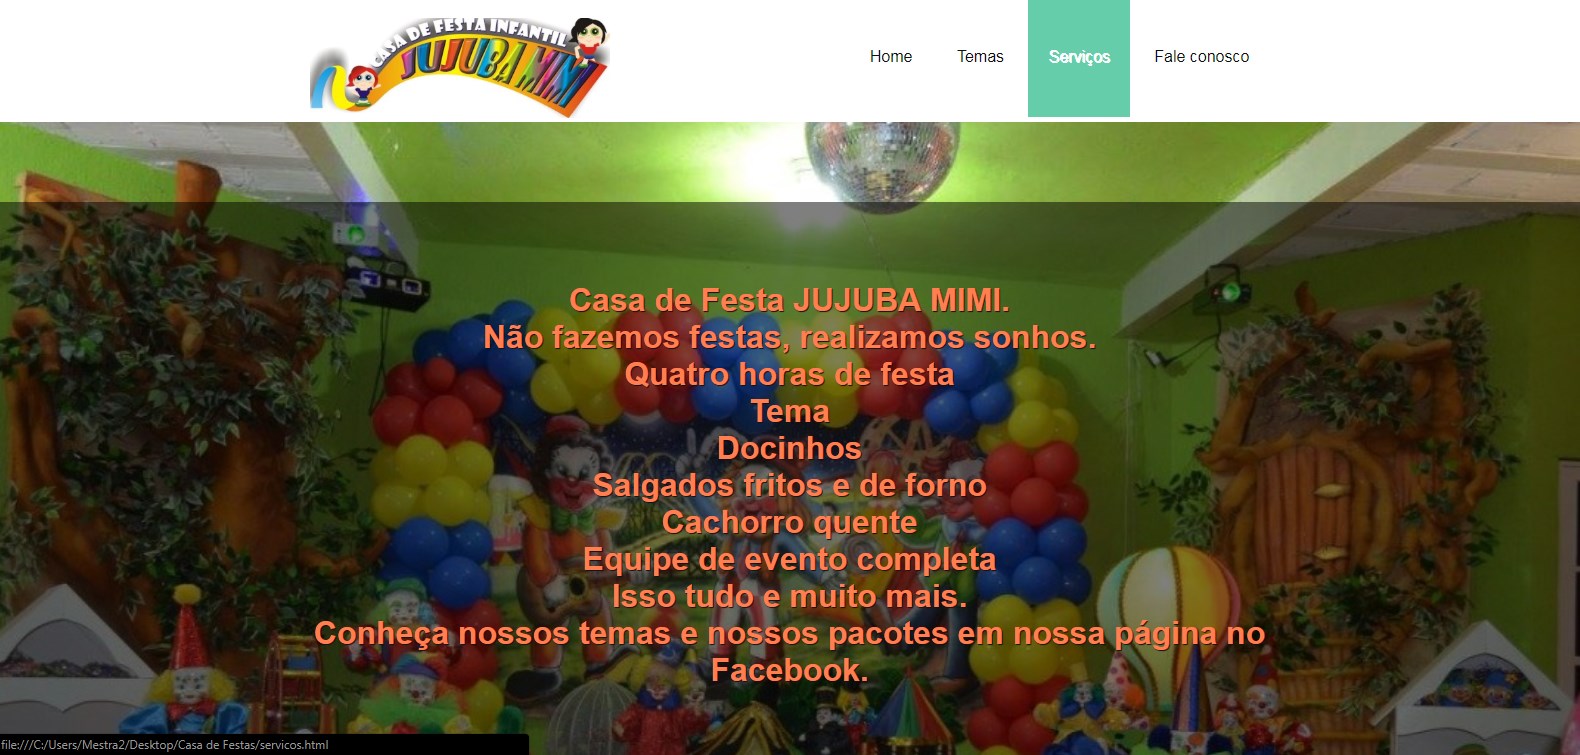 CASA DE FESTA INFANTIL
JUJUBA MIMI
Home Temas Serviços Fale conosco
Casa de Festa JUJUBA MIMI.
Não fazemos festas, realizamos sonhos.
Quatro horas de festa
Tema
Docinhos
Salgados fritos e de forno
Cachorro quente
Equipe de evento completa
Isso tudo e muito mais.
Conheça nossos temas e nossos pacotes em nossa página no
Facebook.
file:///C:/Users/Mestra2/Desktop/Casa de Festas/servicos.html